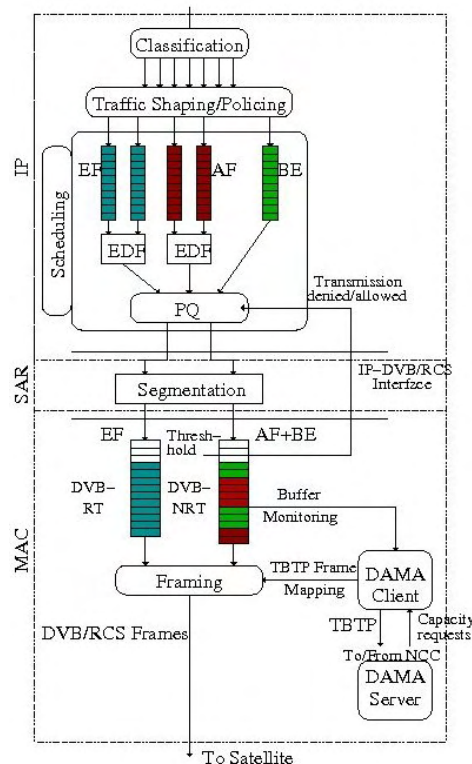 Classification
Traffic Shaping/Policing
IP
Scheduling
EF
AF
BE
EDF
EDF
PQ
Transmission
denied/allowed
IP-DVB/RCS
Interfzce
SAR
Segmentation
MAC
EF
Thresh-
hold
AF+BE
DVB-
RT
DVB-
NRT
Buffer
Monitoring
Framing
TBTP Frame
Mapping
DAMA
Client
DVB/RCS Frames
TBTP
Capacity
requests
To/From NCC
DAMA
Server
To Satellite